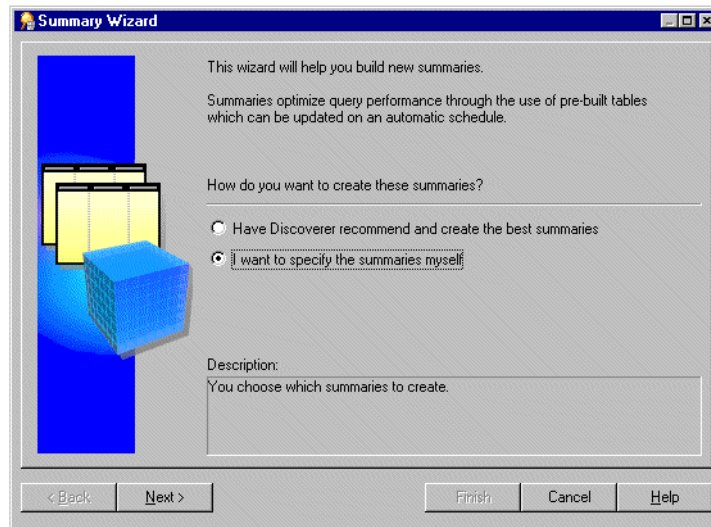 Summary Wizard
This wizard will help you build new summaries.
Summaries optimize query performance through the use of pre-built tables
which can be updated on an automatic schedule.
How do you want to create these summaries?
Have Discoverer recommend and create the best summaries
I want to specify the summaries myself
Description:
You choose which summaries to create.
< Back
Next >
Finish
Cancel
Help